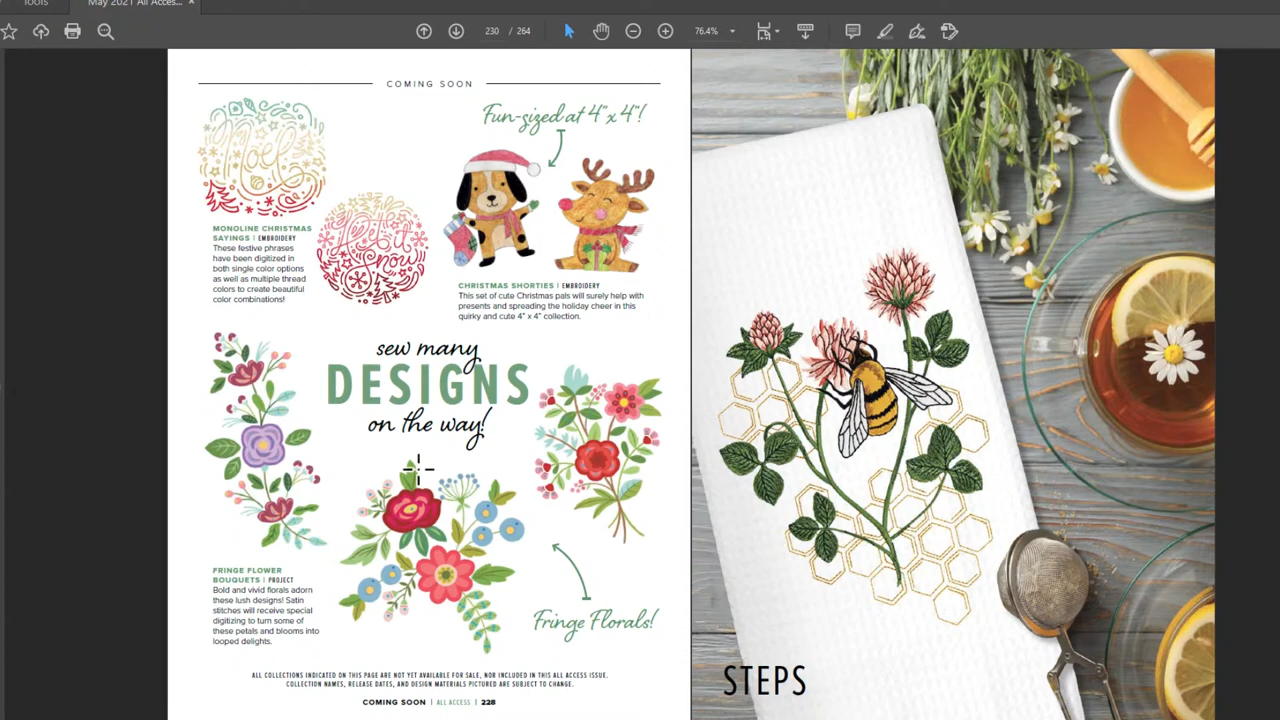 Tools
May 2021 All Acces... ×
230 / 264
76.4%
COMING SOON
Noel
Fun-sized at 4"x 4"!
Let it
Snow
MONOLINE CHRISTMAS
SAYINGS | EMBROIDERY
These festive phrases
have been digitized in
both single color options
as well as multiple thread
colors to create beautiful
color combinations!
CHRISTMAS SHORTIES | EMBROIDERY
This set of cute Christmas pals will surely help with
presents and spreading the holiday cheer in this
quirky and cute 4" x 4" collection.
sew many
DESIGNS
on the way!
FRINGE FLOWER
BOUQUETS | PROJECT
Bold and vivid florals adorn
these lush designs! Satin
stitches will receive special
digitizing to turn some of
these petals and blooms into
looped delights.
Fringe Florals!
ALL COLLECTIONS INDICATED ON THIS PAGE ARE NOT YET AVAILABLE FOR SALE, NOR INCLUDED IN THIS ALL ACCESS ISSUE.
COLLECTION NAMES, RELEASE DATES, AND DESIGN MATERIALS PICTURED ARE SUBJECT TO CHANGE.
COMING SOON | ALL ACCESS | 228
STEPS